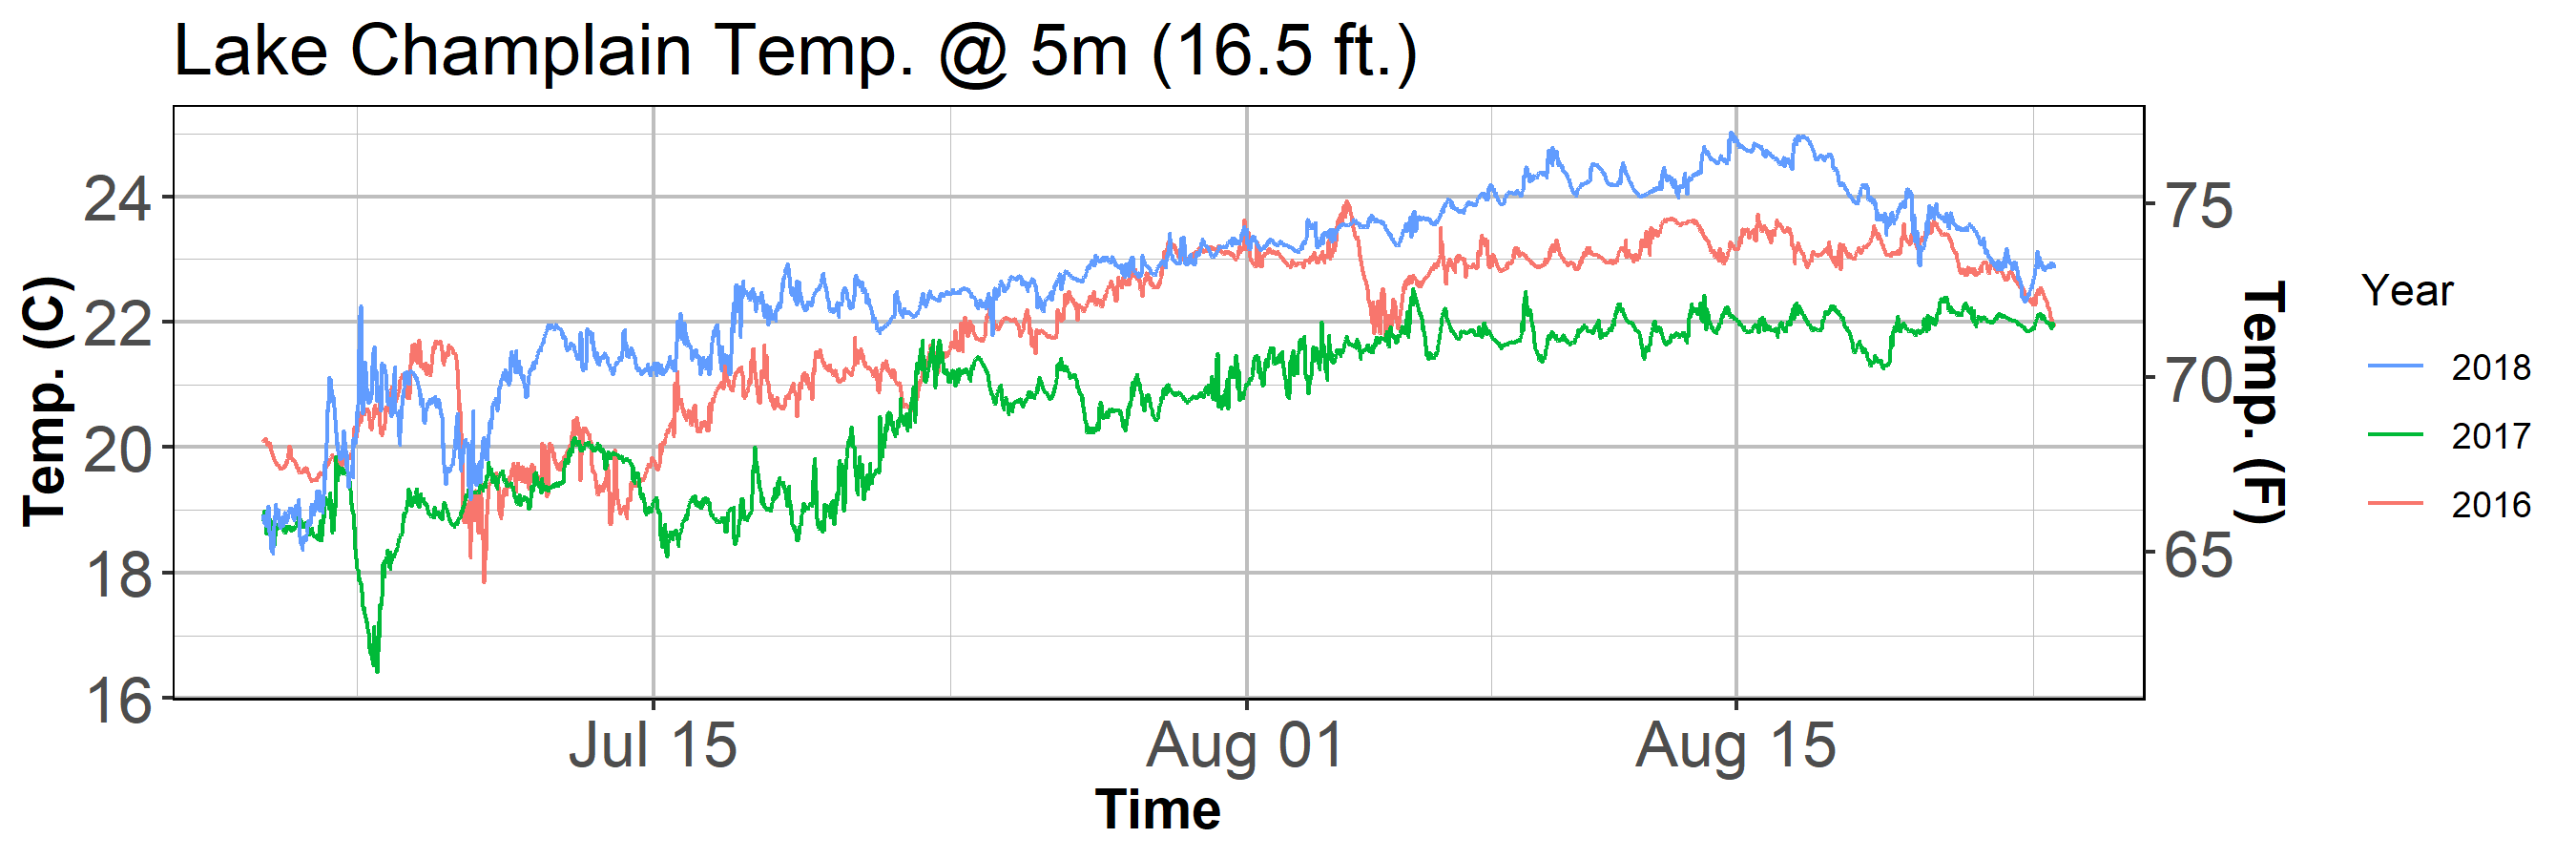 Lake Champlain Temp. @ 5m (16.5 ft.)
Temp. (C)
24
22
20
18
16
75
70
65
Temp. (F)
Jul 15
Aug 01
Aug 15
Time
Year
2018
2017
2016